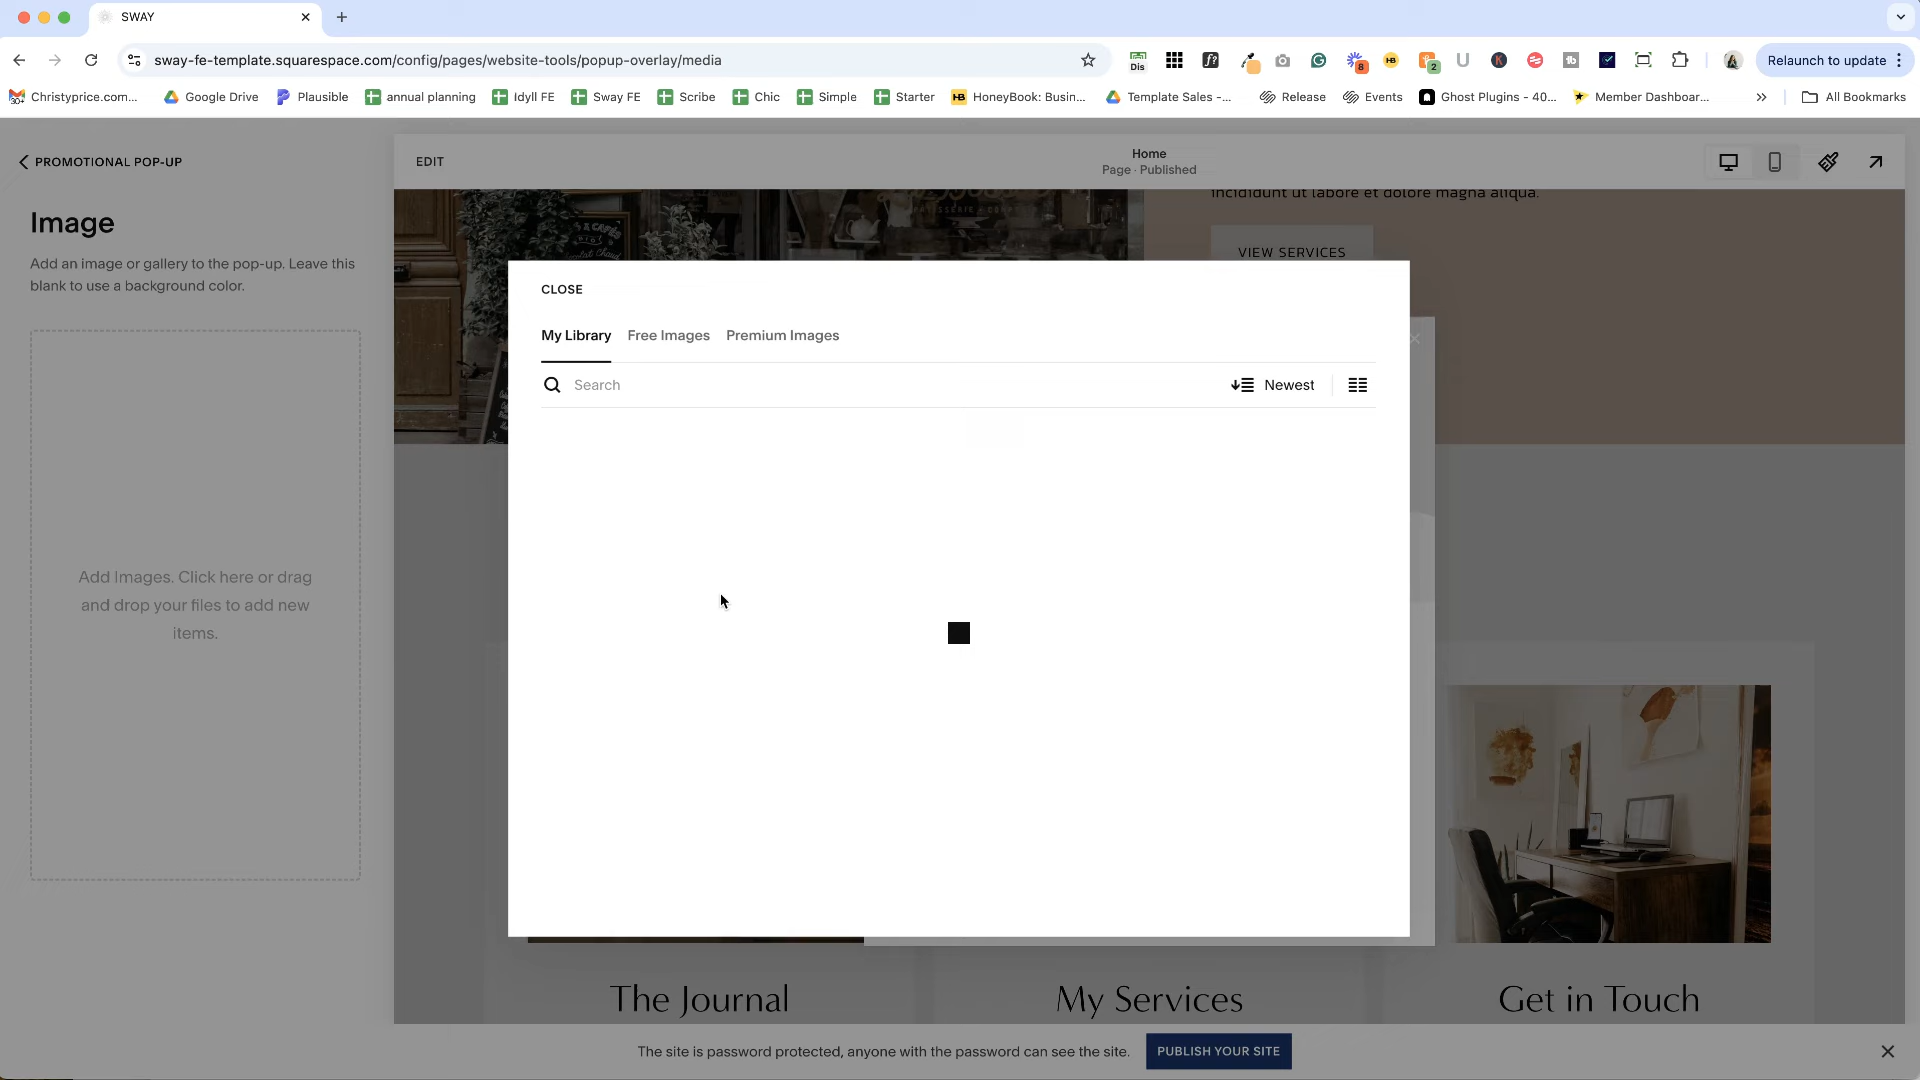 SWAY
sway-fe-template.squarespace.com/config/pages/website-tools/popup-overlay/media
Dis
8
HB
2
Relaunch to update
Christyprice.com...
Google Drive
Plausible
annual planning
Idyll FE
Sway FE
Scribe
Chic
Simple
Starter
HoneyBook: Busin...
Template Sales -...
Release
Events
Ghost Plugins - 40...
Member Dashboar...
All Bookmarks
PROMOTIONAL POP-UP
EDIT
Home
Page · Published
Image
Add an image or gallery to the pop-up. Leave this
blank to use a background color.
Add Images. Click here or drag
and drop your files to add new
items.
incididunt ut labore et dolore magna aliqua.
VIEW SERVICES
CLOSE
My Library
Free Images
Premium Images
Search
Newest
The Journal
My Services
Get in Touch
The site is password protected, anyone with the password can see the site.
PUBLISH YOUR SITE